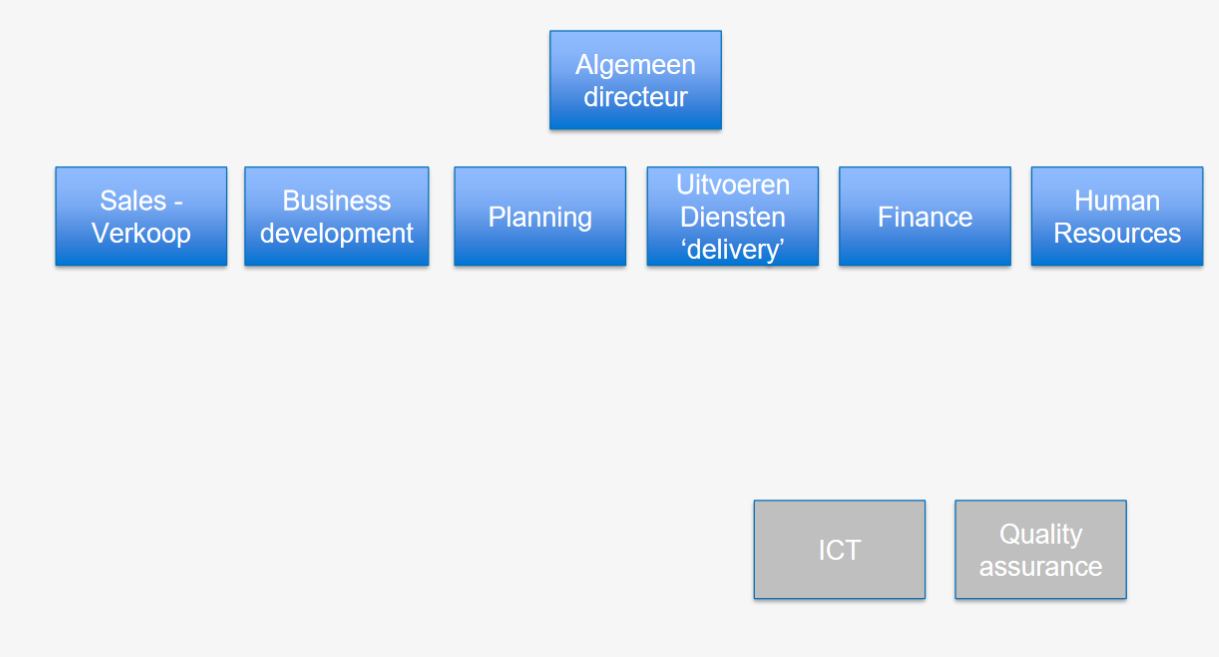 Algemeen
directeur
Sales -
Verkoop
Business
development
Planning
Uitvoeren
Diensten
‘delivery’
Finance
Human
Resources
ICT
Quality
assurance